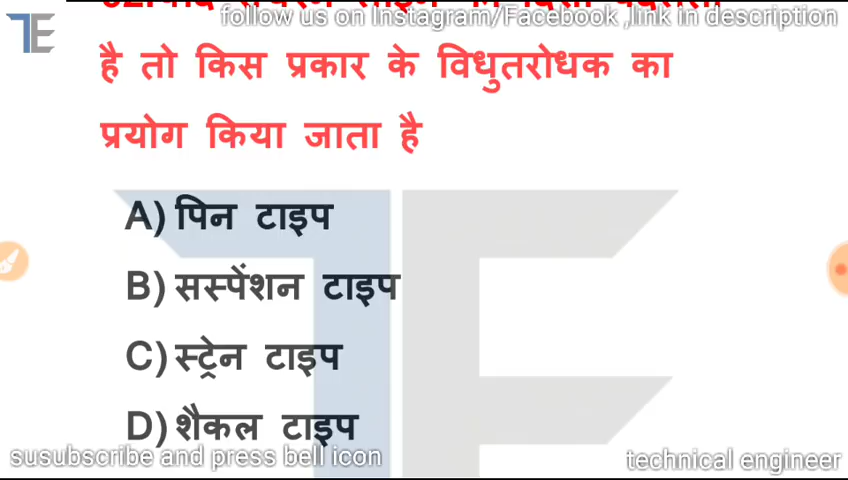 follow us on Instagram/Facebook ,link in description
TE
है तो किस प्रकार के विधुतरोधक का
प्रयोग किया जाता है
A) पिन टाइप
B) सस्पेंशन टाइप
C) स्ट्रेन टाइप
D) शैकल टाइप
susubscribe and press bell icon
technical engineer